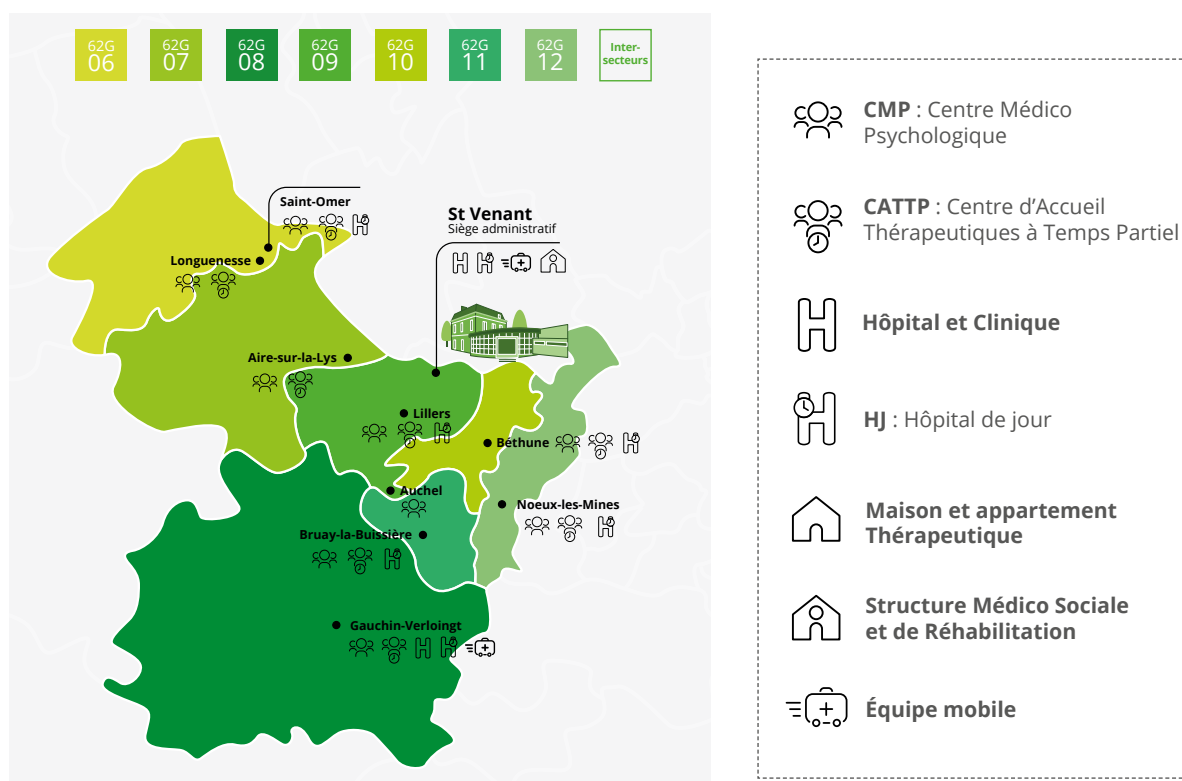 62G
06
62G
07
62G
08
62G
09
62G
10
62G
11
62G
12
Inter-
secteurs
Saint-Omer
Longuenesse
St Venant
Siège administratif
Aire-sur-la-Lys
Lillers
Béthune
Auchel
Noeux-les-Mines
Bruay-la-Buissière
Gauchin-Verloingt
CMP : Centre Médico
Psychologique
CATTP : Centre d'Accueil
Thérapeutiques à Temps Partiel
Hôpital et Clinique
HJ : Hôpital de jour
Maison et appartement
Thérapeutique
Structure Médico Sociale
et de Réhabilitation
Équipe mobile